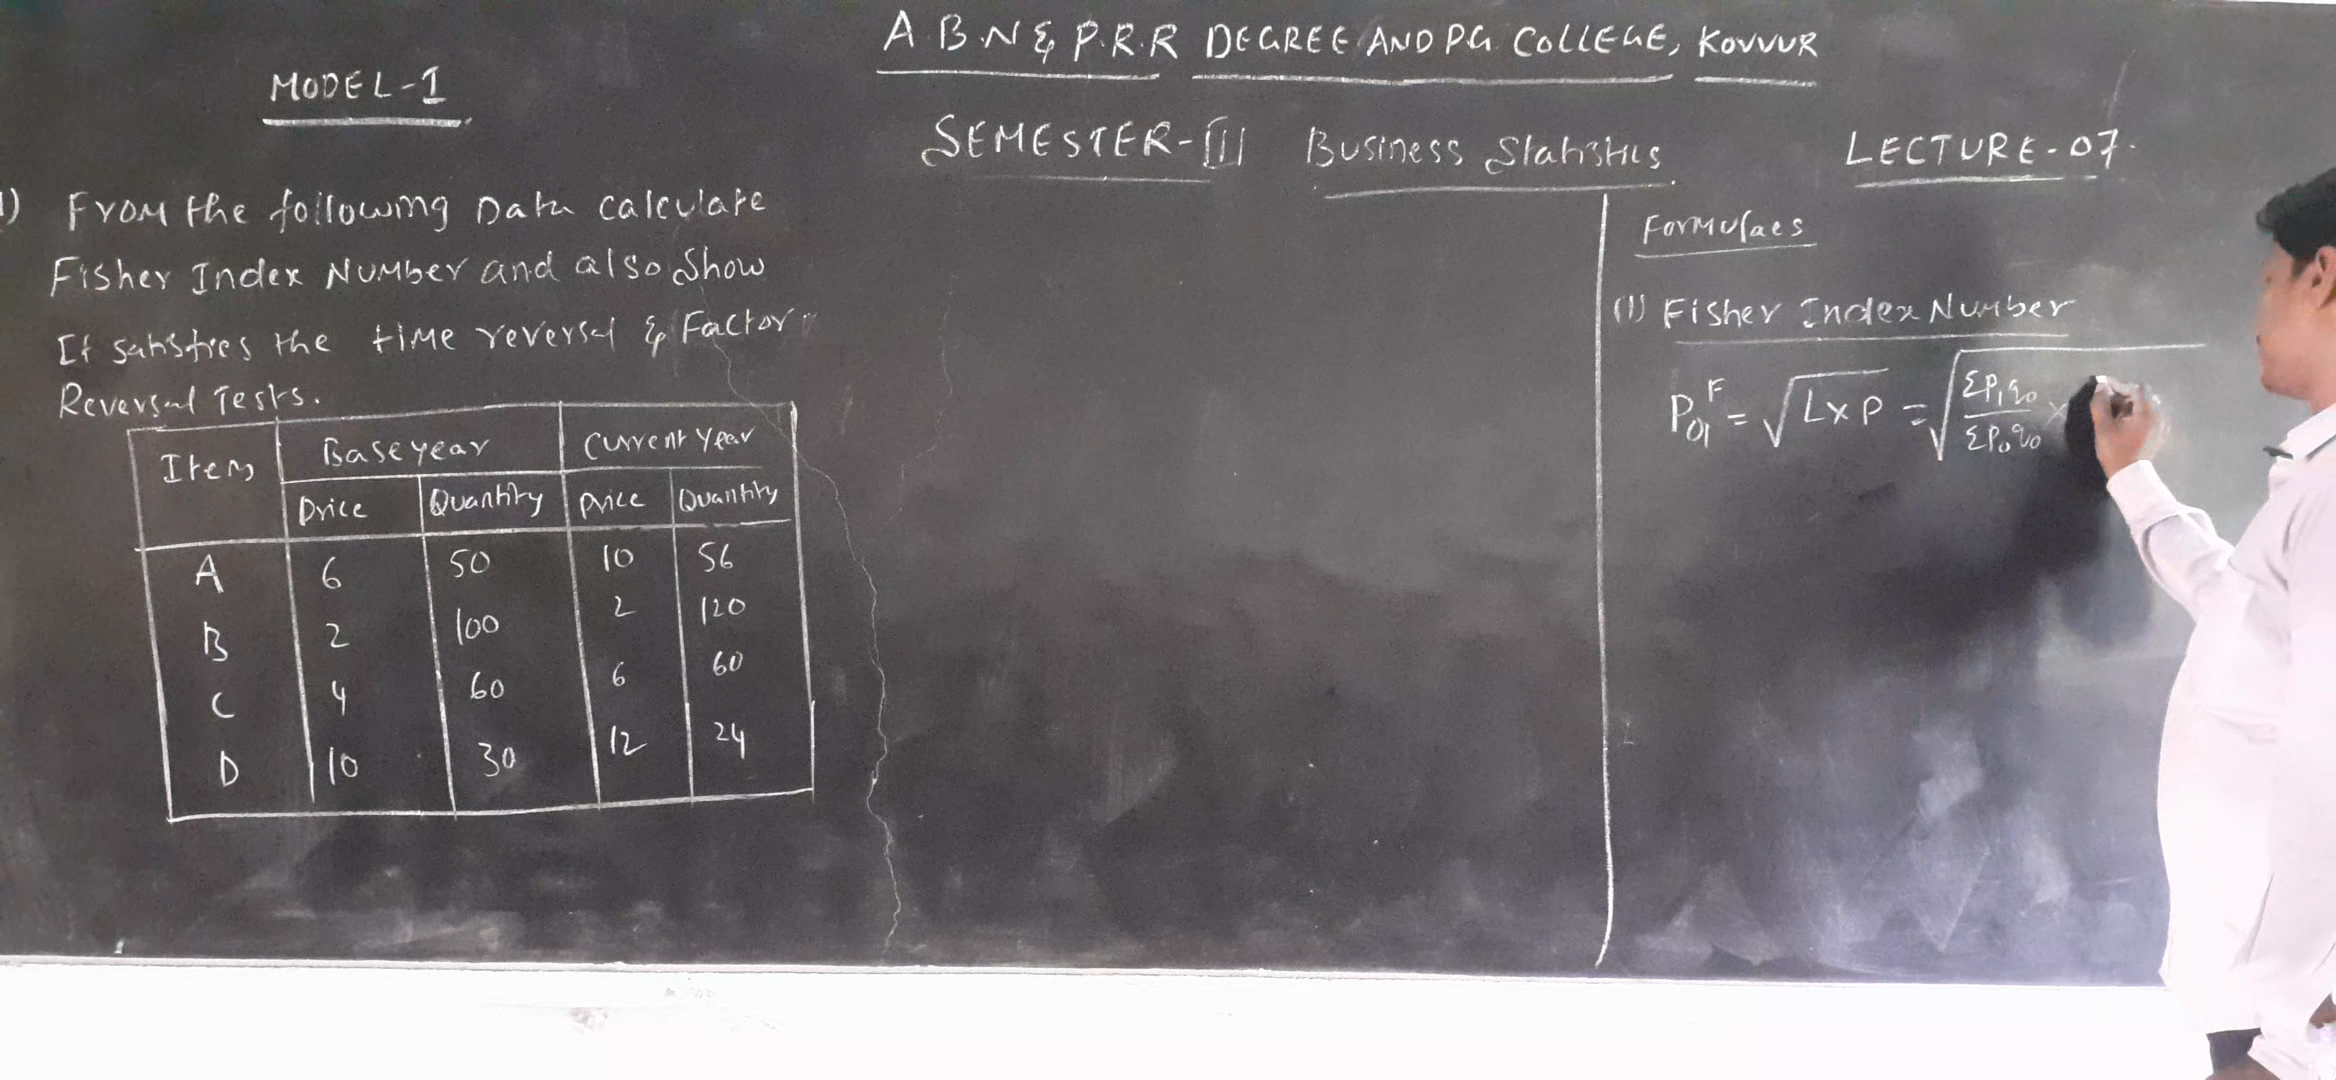 A.B.N & P.R.R DEGREE AND PG COLLEGE, KOVVUR
SEMESTER-III Business Statistics LECTURE-07.
MODEL-I
1) From the following Data calculate
Fisher Index Number and also Show
It satisfies the time reversal & Factor
Reversal Tests.
Item Base year Current Year
Price Quantity Price Quantity
A 6 50 10 56
B 2 100 2 120
C 4 60 6 60
D 10 30 12 24
Formulaes
(1) Fisher Index Number
P₀₁ᶠ = √L×P = √Σp₁q₀/Σp₀q₀ ×